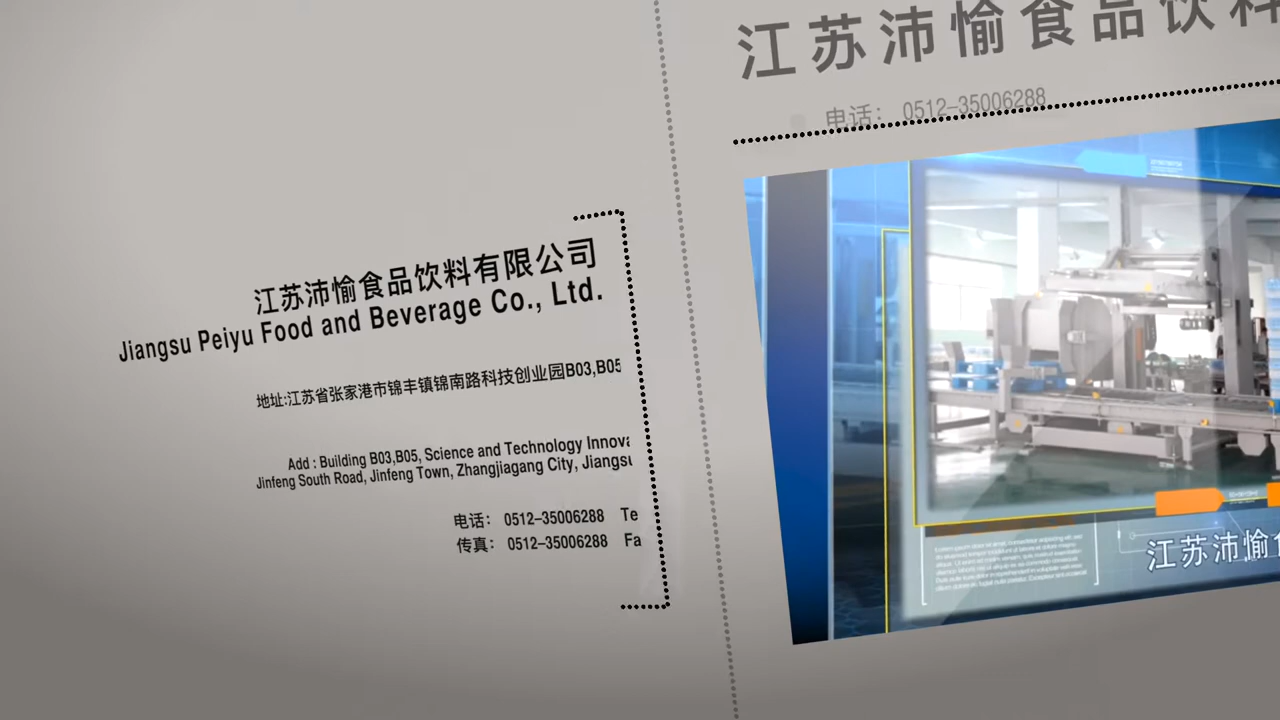 江苏沛愉食品饮料有限公司
Jiangsu Peiyu Food and Beverage Co., Ltd.
地址:江苏省张家港市锦丰镇锦南路科技创业园B03,B05
Add : Building B03,B05, Science and Technology Innova
Jinfeng South Road, Jinfeng Town, Zhangjiagang City, Jiangsu
电话： 0512-35006288 Te
传真： 0512-35006288 Fa
江苏沛愉食品饮料
电话： 0512-35006288
江苏沛愉食